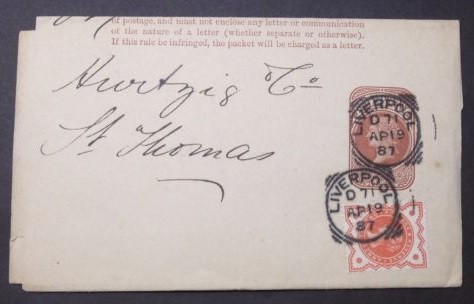 of postage, and must not enclose any letter or communication
of the nature of a letter (whether separate or otherwise).
If this rule be infringed, the packet will be charged as a letter.
Kurtzig & Co
St Thomas
LIVERPOOL
D 71
AP 19
87
LIVERPOOL
D 71
AP 19
87